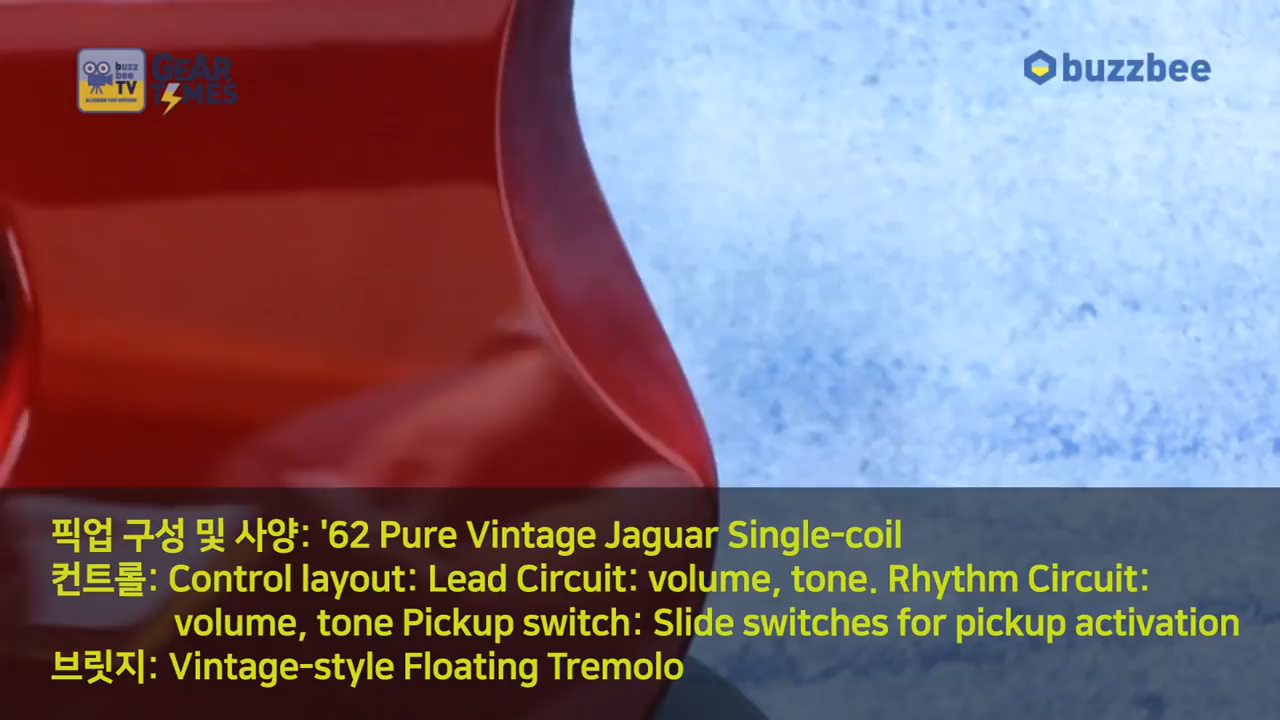 buzz
bee
TV
GEAR
TIMES
buzzbee
픽업 구성 및 사양: '62 Pure Vintage Jaguar Single-coil
컨트롤: Control layout: Lead Circuit: volume, tone. Rhythm Circuit:
volume, tone Pickup switch: Slide switches for pickup activation
브릿지: Vintage-style Floating Tremolo